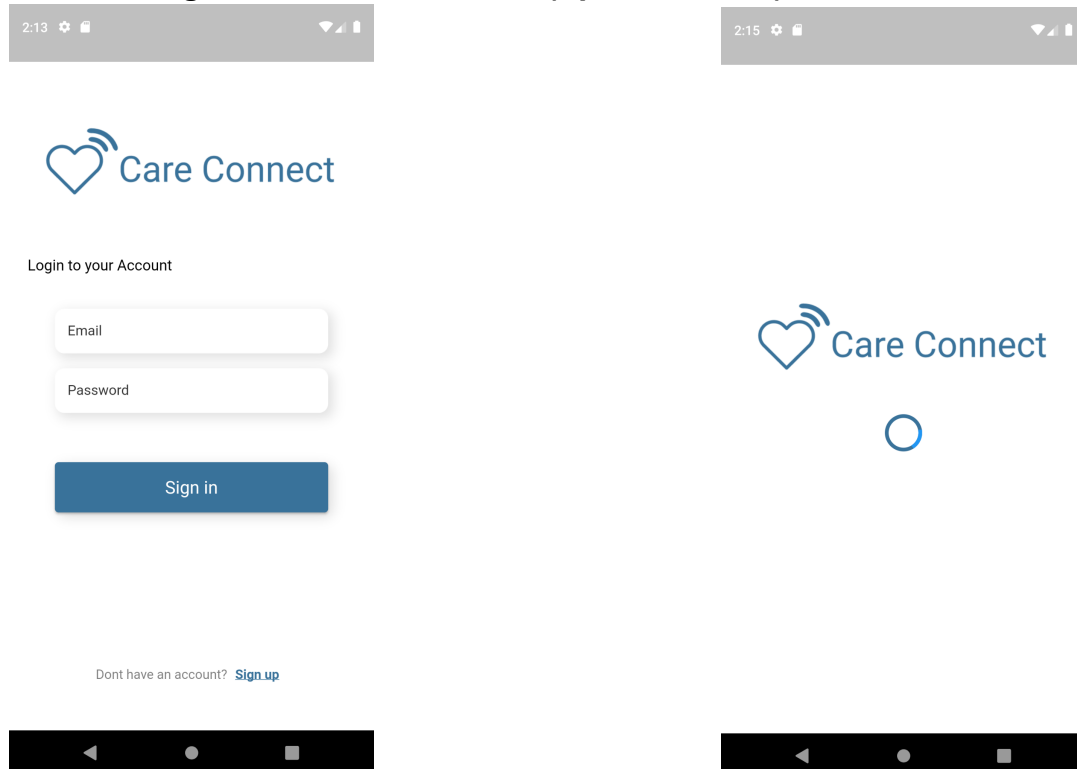 2:13
Care Connect
Login to your Account
Email
Password
Sign in
Dont have an account? Sign up
2:15
Care Connect